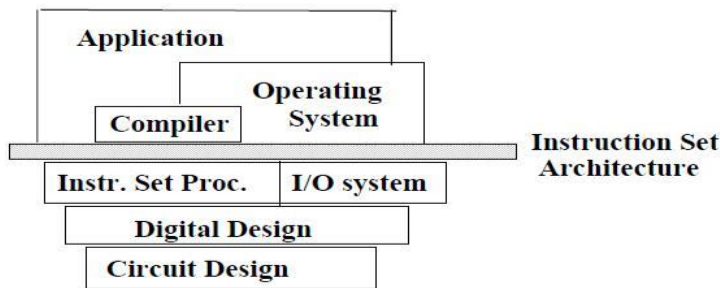 Application
Operating
System
Compiler
Instruction Set
Architecture
Instr. Set Proc.
I/O system
Digital Design
Circuit Design